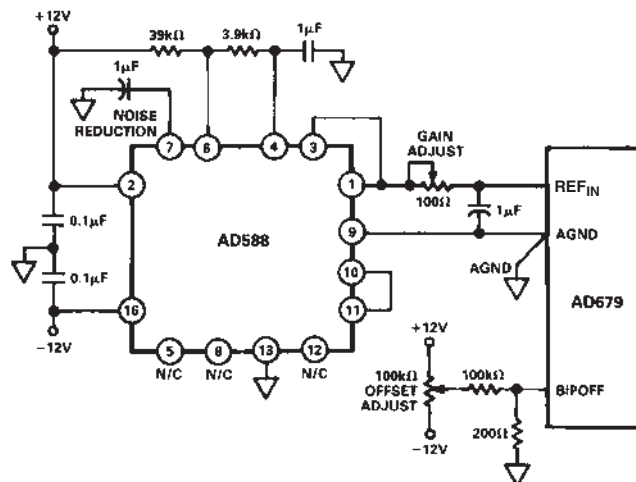 +12V
39kΩ
3.9kΩ
1μF
1μF
NOISE
REDUCTION
7
6
4
3
GAIN
ADJUST
2
1
100Ω
REFIN
1μF
0.1μF
AD588
9
AGND
AGND
10
AD679
0.1μF
11
16
-12V
5
8
13
12
N/C
N/C
N/C
+12V
100kΩ
OFFSET
ADJUST
100kΩ
BIPOFF
200Ω
-12V